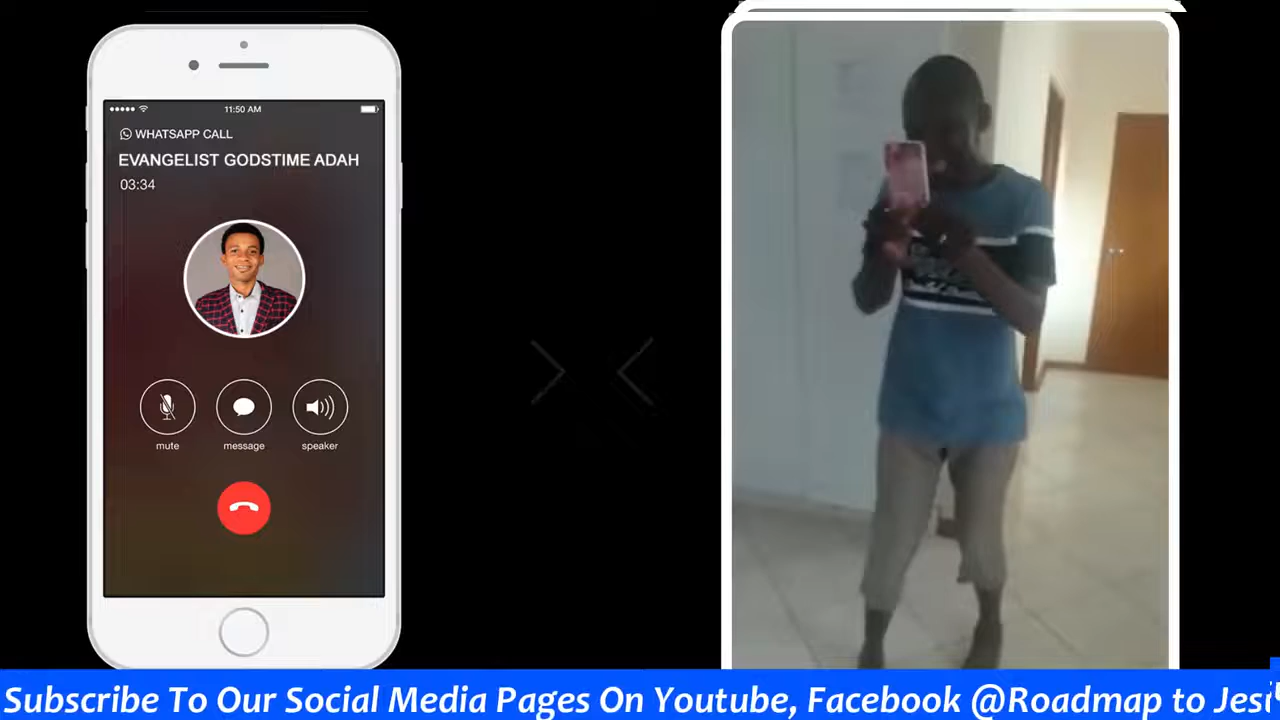 11:50 AM
WHATSAPP CALL
EVANGELIST GODSTIME ADAH
03:34
mute
message
speaker
Subscribe To Our Social Media Pages On Youtube, Facebook @Roadmap to